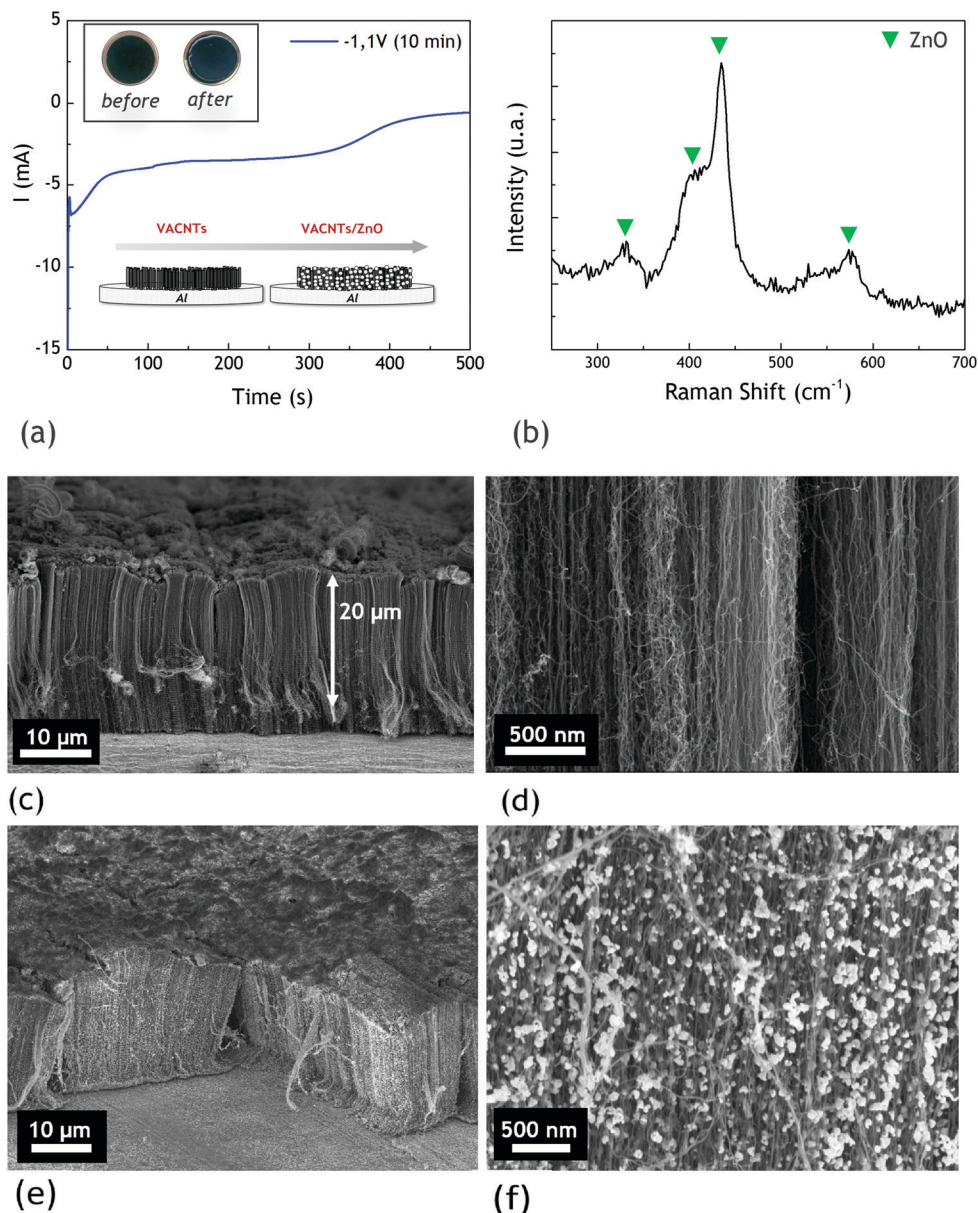 5
0
-5
-10
-15
I (mA)
before after
-1,1V (10 min)
VACNTs VACNTs/ZnO
Al Al
0 100 200 300 400 500
Time (s)
(a)
ZnO
Intensity (u.a.)
300 400 500 600 700
Raman Shift (cm⁻¹)
(b)
20 µm
10 µm
(c)
500 nm
(d)
10 µm
(e)
500 nm
(f)